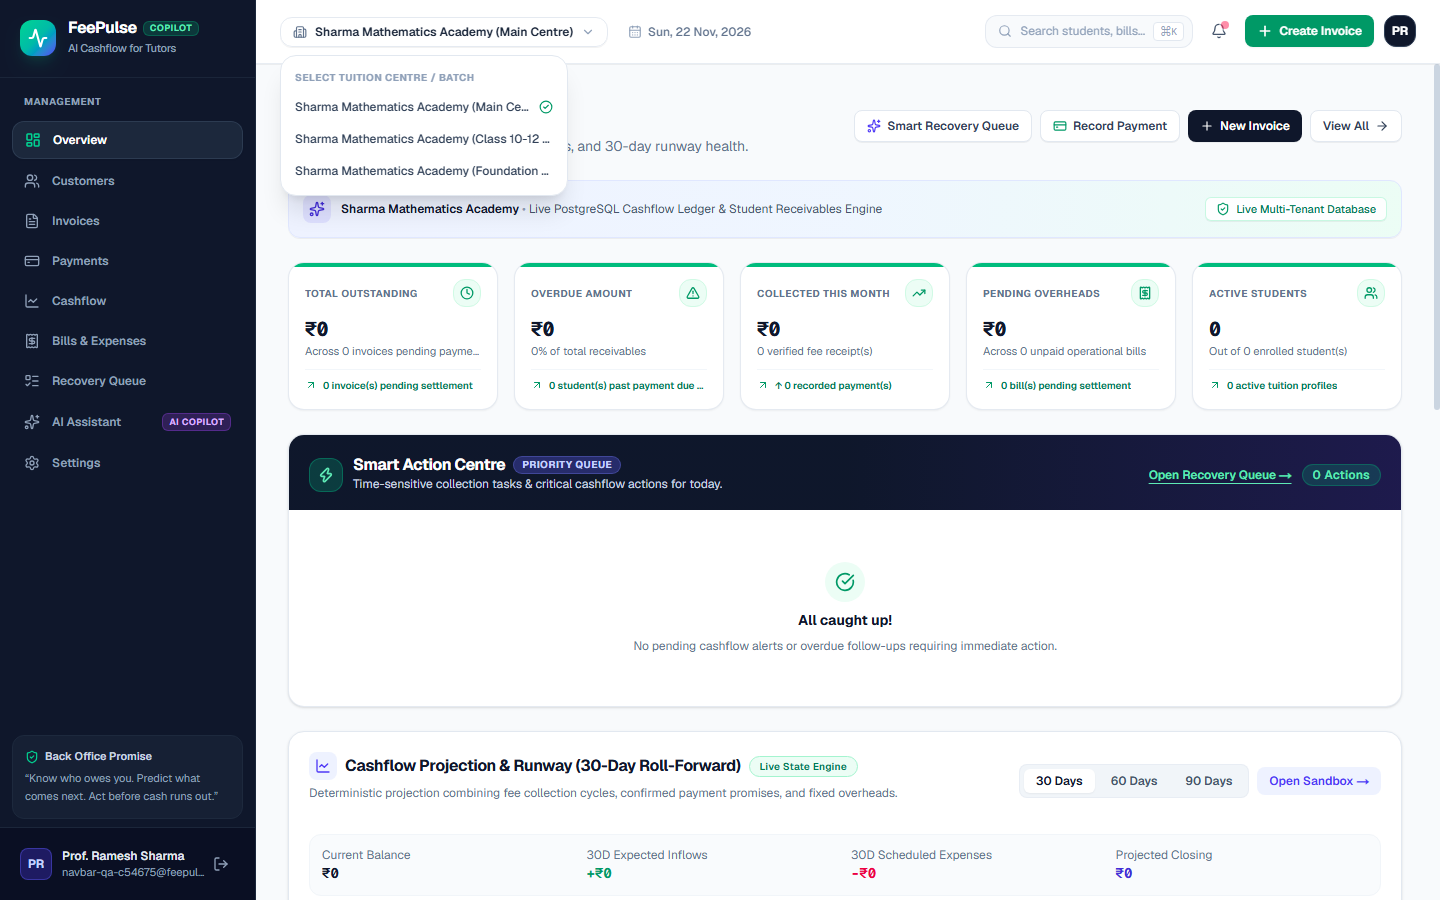 FeePulse COPILOT
AI Cashflow for Tutors
MANAGEMENT
Overview
Customers
Invoices
Payments
Cashflow
Bills & Expenses
Recovery Queue
AI Assistant AI COPILOT
Settings
Back Office Promise
“Know who owes you. Predict what
comes next. Act before cash runs out.”
PR Prof. Ramesh Sharma
navbar-qa-c54675@feepul...
Sharma Mathematics Academy (Main Centre)
Sun, 22 Nov, 2026
Search students, bills... ⌘K
Create Invoice
PR
SELECT TUITION CENTRE / BATCH
Sharma Mathematics Academy (Main Ce...
Sharma Mathematics Academy (Class 10-12 ...
Sharma Mathematics Academy (Foundation ...
s, and 30-day runway health.
Smart Recovery Queue
Record Payment
New Invoice
View All →
Sharma Mathematics Academy • Live PostgreSQL Cashflow Ledger & Student Receivables Engine
Live Multi-Tenant Database
TOTAL OUTSTANDING
₹0
Across 0 invoices pending payme...
0 invoice(s) pending settlement
OVERDUE AMOUNT
₹0
0% of total receivables
0 student(s) past payment due ...
COLLECTED THIS MONTH
₹0
0 verified fee receipt(s)
↑ 0 recorded payment(s)
PENDING OVERHEADS
₹0
Across 0 unpaid operational bills
0 bill(s) pending settlement
ACTIVE STUDENTS
0
Out of 0 enrolled student(s)
0 active tuition profiles
Smart Action Centre PRIORITY QUEUE
Time-sensitive collection tasks & critical cashflow actions for today.
Open Recovery Queue →
0 Actions
All caught up!
No pending cashflow alerts or overdue follow-ups requiring immediate action.
Cashflow Projection & Runway (30-Day Roll-Forward) Live State Engine
Deterministic projection combining fee collection cycles, confirmed payment promises, and fixed overheads.
30 Days 60 Days 90 Days
Open Sandbox →
Current Balance
₹0
30D Expected Inflows
+₹0
30D Scheduled Expenses
-₹0
Projected Closing
₹0